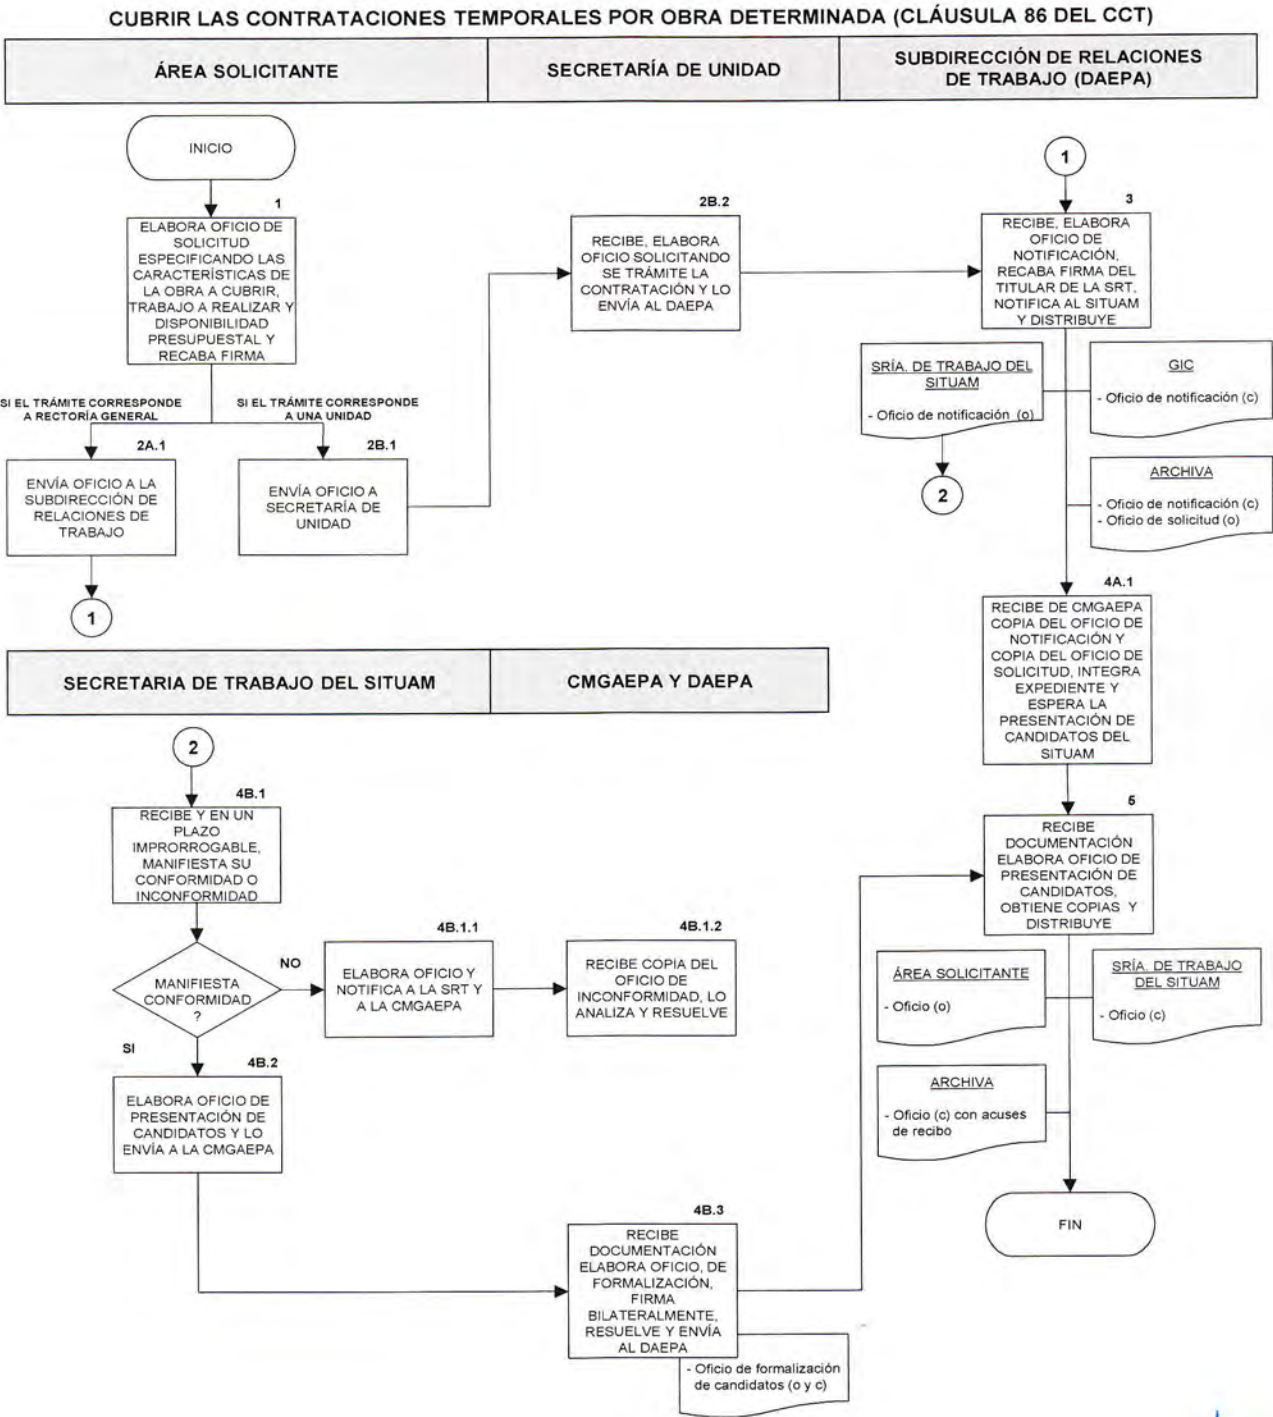 CUBRIR LAS CONTRATACIONES TEMPORALES POR OBRA DETERMINADA (CLÁUSULA 86 DEL CCT)
ÁREA SOLICITANTE
SECRETARÍA DE UNIDAD
SUBDIRECCIÓN DE RELACIONES
DE TRABAJO (DAEPA)
INICIO
1
ELABORA OFICIO DE
SOLICITUD
ESPECIFICANDO LAS
CARACTERÍSTICAS DE
LA OBRA A CUBRIR,
TRABAJO A REALIZAR Y
DISPONIBILIDAD
PRESUPUESTAL Y
RECABA FIRMA
SI EL TRÁMITE CORRESPONDE
A RECTORÍA GENERAL
SI EL TRÁMITE CORRESPONDE
A UNA UNIDAD
2A.1
ENVÍA OFICIO A LA
SUBDIRECCIÓN DE
RELACIONES DE
TRABAJO
1
2B.1
ENVÍA OFICIO A
SECRETARÍA DE
UNIDAD
2B.2
RECIBE, ELABORA
OFICIO SOLICITANDO
SE TRÁMITE LA
CONTRATACIÓN Y LO
ENVÍA AL DAEPA
1
3
RECIBE, ELABORA
OFICIO DE
NOTIFICACIÓN,
RECABA FIRMA DEL
TITULAR DE LA SRT,
NOTIFICA AL SITUAM
Y DISTRIBUYE
SRÍA. DE TRABAJO DEL
SITUAM
- Oficio de notificación (o)
2
GIC
- Oficio de notificación (c)
ARCHIVA
- Oficio de notificación (c)
- Oficio de solicitud (o)
4A.1
RECIBE DE CMGAEPA
COPIA DEL OFICIO DE
NOTIFICACIÓN Y
COPIA DEL OFICIO DE
SOLICITUD, INTEGRA
EXPEDIENTE Y
ESPERA LA
PRESENTACIÓN DE
CANDIDATOS DEL
SITUAM
5
RECIBE
DOCUMENTACIÓN
ELABORA OFICIO DE
PRESENTACIÓN DE
CANDIDATOS,
OBTIENE COPIAS Y
DISTRIBUYE
ÁREA SOLICITANTE
- Oficio (o)
SRÍA. DE TRABAJO
DEL SITUAM
- Oficio (c)
ARCHIVA
- Oficio (c) con acuses
de recibo
FIN
SECRETARIA DE TRABAJO DEL SITUAM
CMGAEPA Y DAEPA
2
4B.1
RECIBE Y EN UN
PLAZO
IMPRORROGABLE,
MANIFIESTA SU
CONFORMIDAD O
INCONFORMIDAD
MANIFIESTA
CONFORMIDAD
?
NO
SI
4B.1.1
ELABORA OFICIO Y
NOTIFICA A LA SRT Y
A LA CMGAEPA
4B.1.2
RECIBE COPIA DEL
OFICIO DE
INCONFORMIDAD, LO
ANALIZA Y RESUELVE
4B.2
ELABORA OFICIO DE
PRESENTACIÓN DE
CANDIDATOS Y LO
ENVÍA A LA CMGAEPA
4B.3
RECIBE
DOCUMENTACIÓN
ELABORA OFICIO, DE
FORMALIZACIÓN,
FIRMA
BILATERALMENTE,
RESUELVE Y ENVÍA
AL DAEPA
- Oficio de formalización
de candidatos (o y c)